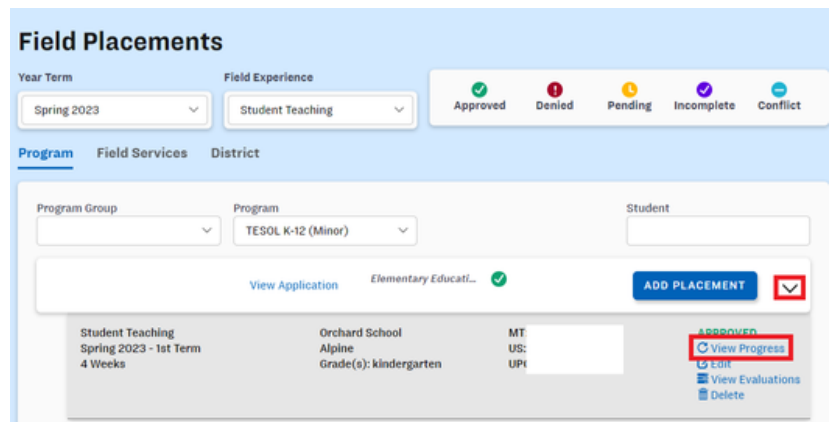 Field Placements
Year Term
Field Experience
Spring 2023
Student Teaching
Approved
Denied
Pending
Incomplete
Conflict
Program
Field Services
District
Program Group
Program
Student
TESOL K-12 (Minor)
View Application
Elementary Educati...
ADD PLACEMENT
Student Teaching
Spring 2023 - 1st Term
4 Weeks
Orchard School
Alpine
Grade(s): kindergarten
MT
US:
APPROVED
View Progress
Edit
View Evaluations
Delete